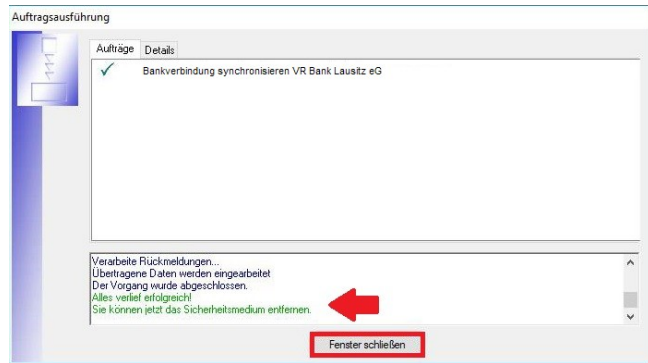 Auftragsausführung
Aufträge Details
Bankverbindung synchronisieren VR Bank Lausitz eG
Verarbeite Rückmeldungen...
Übertragene Daten werden eingearbeitet
Der Vorgang wurde abgeschlossen.
Alles verlief erfolgreich!
Sie können jetzt das Sicherheitsmedium entfernen.
Fenster schließen